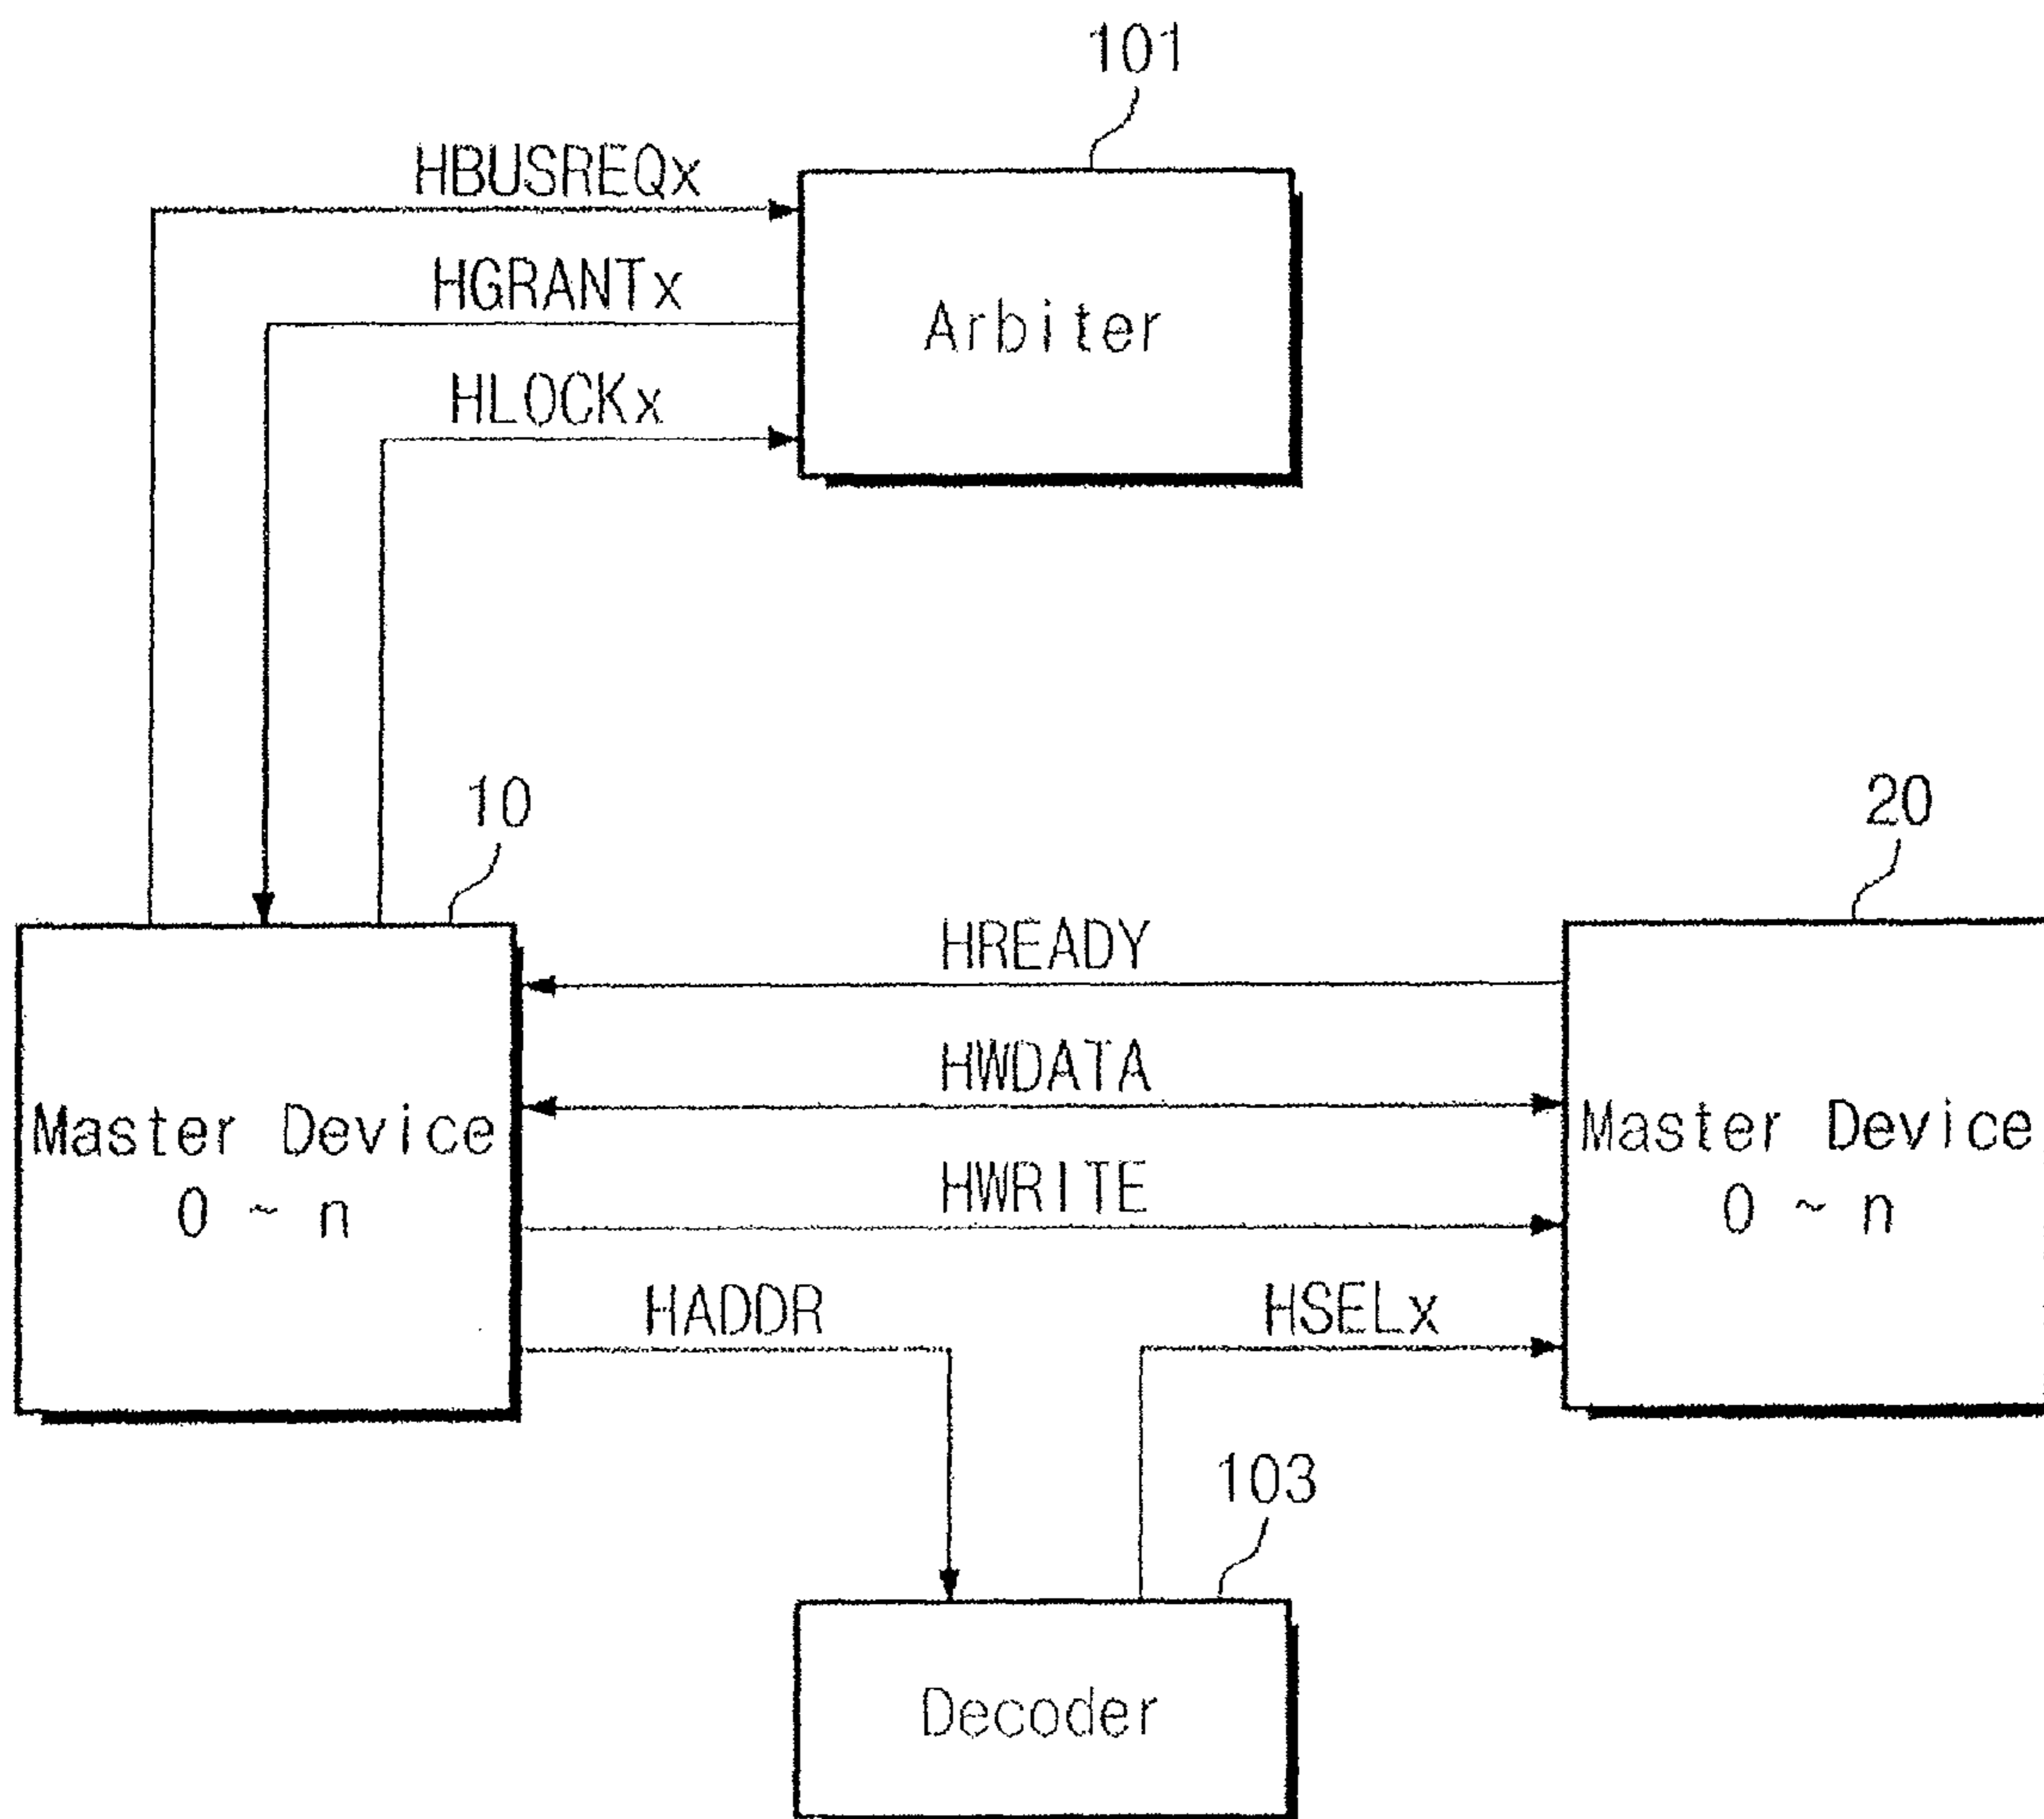 101
HBUSREQx
HGRANTx
Arbiter
HLOCKx
10
20
HREADY
HWDATA
Master Device
0 ~ n
Master Device
0 ~ n
HWRITE
HADDR
HSELx
103
Decoder